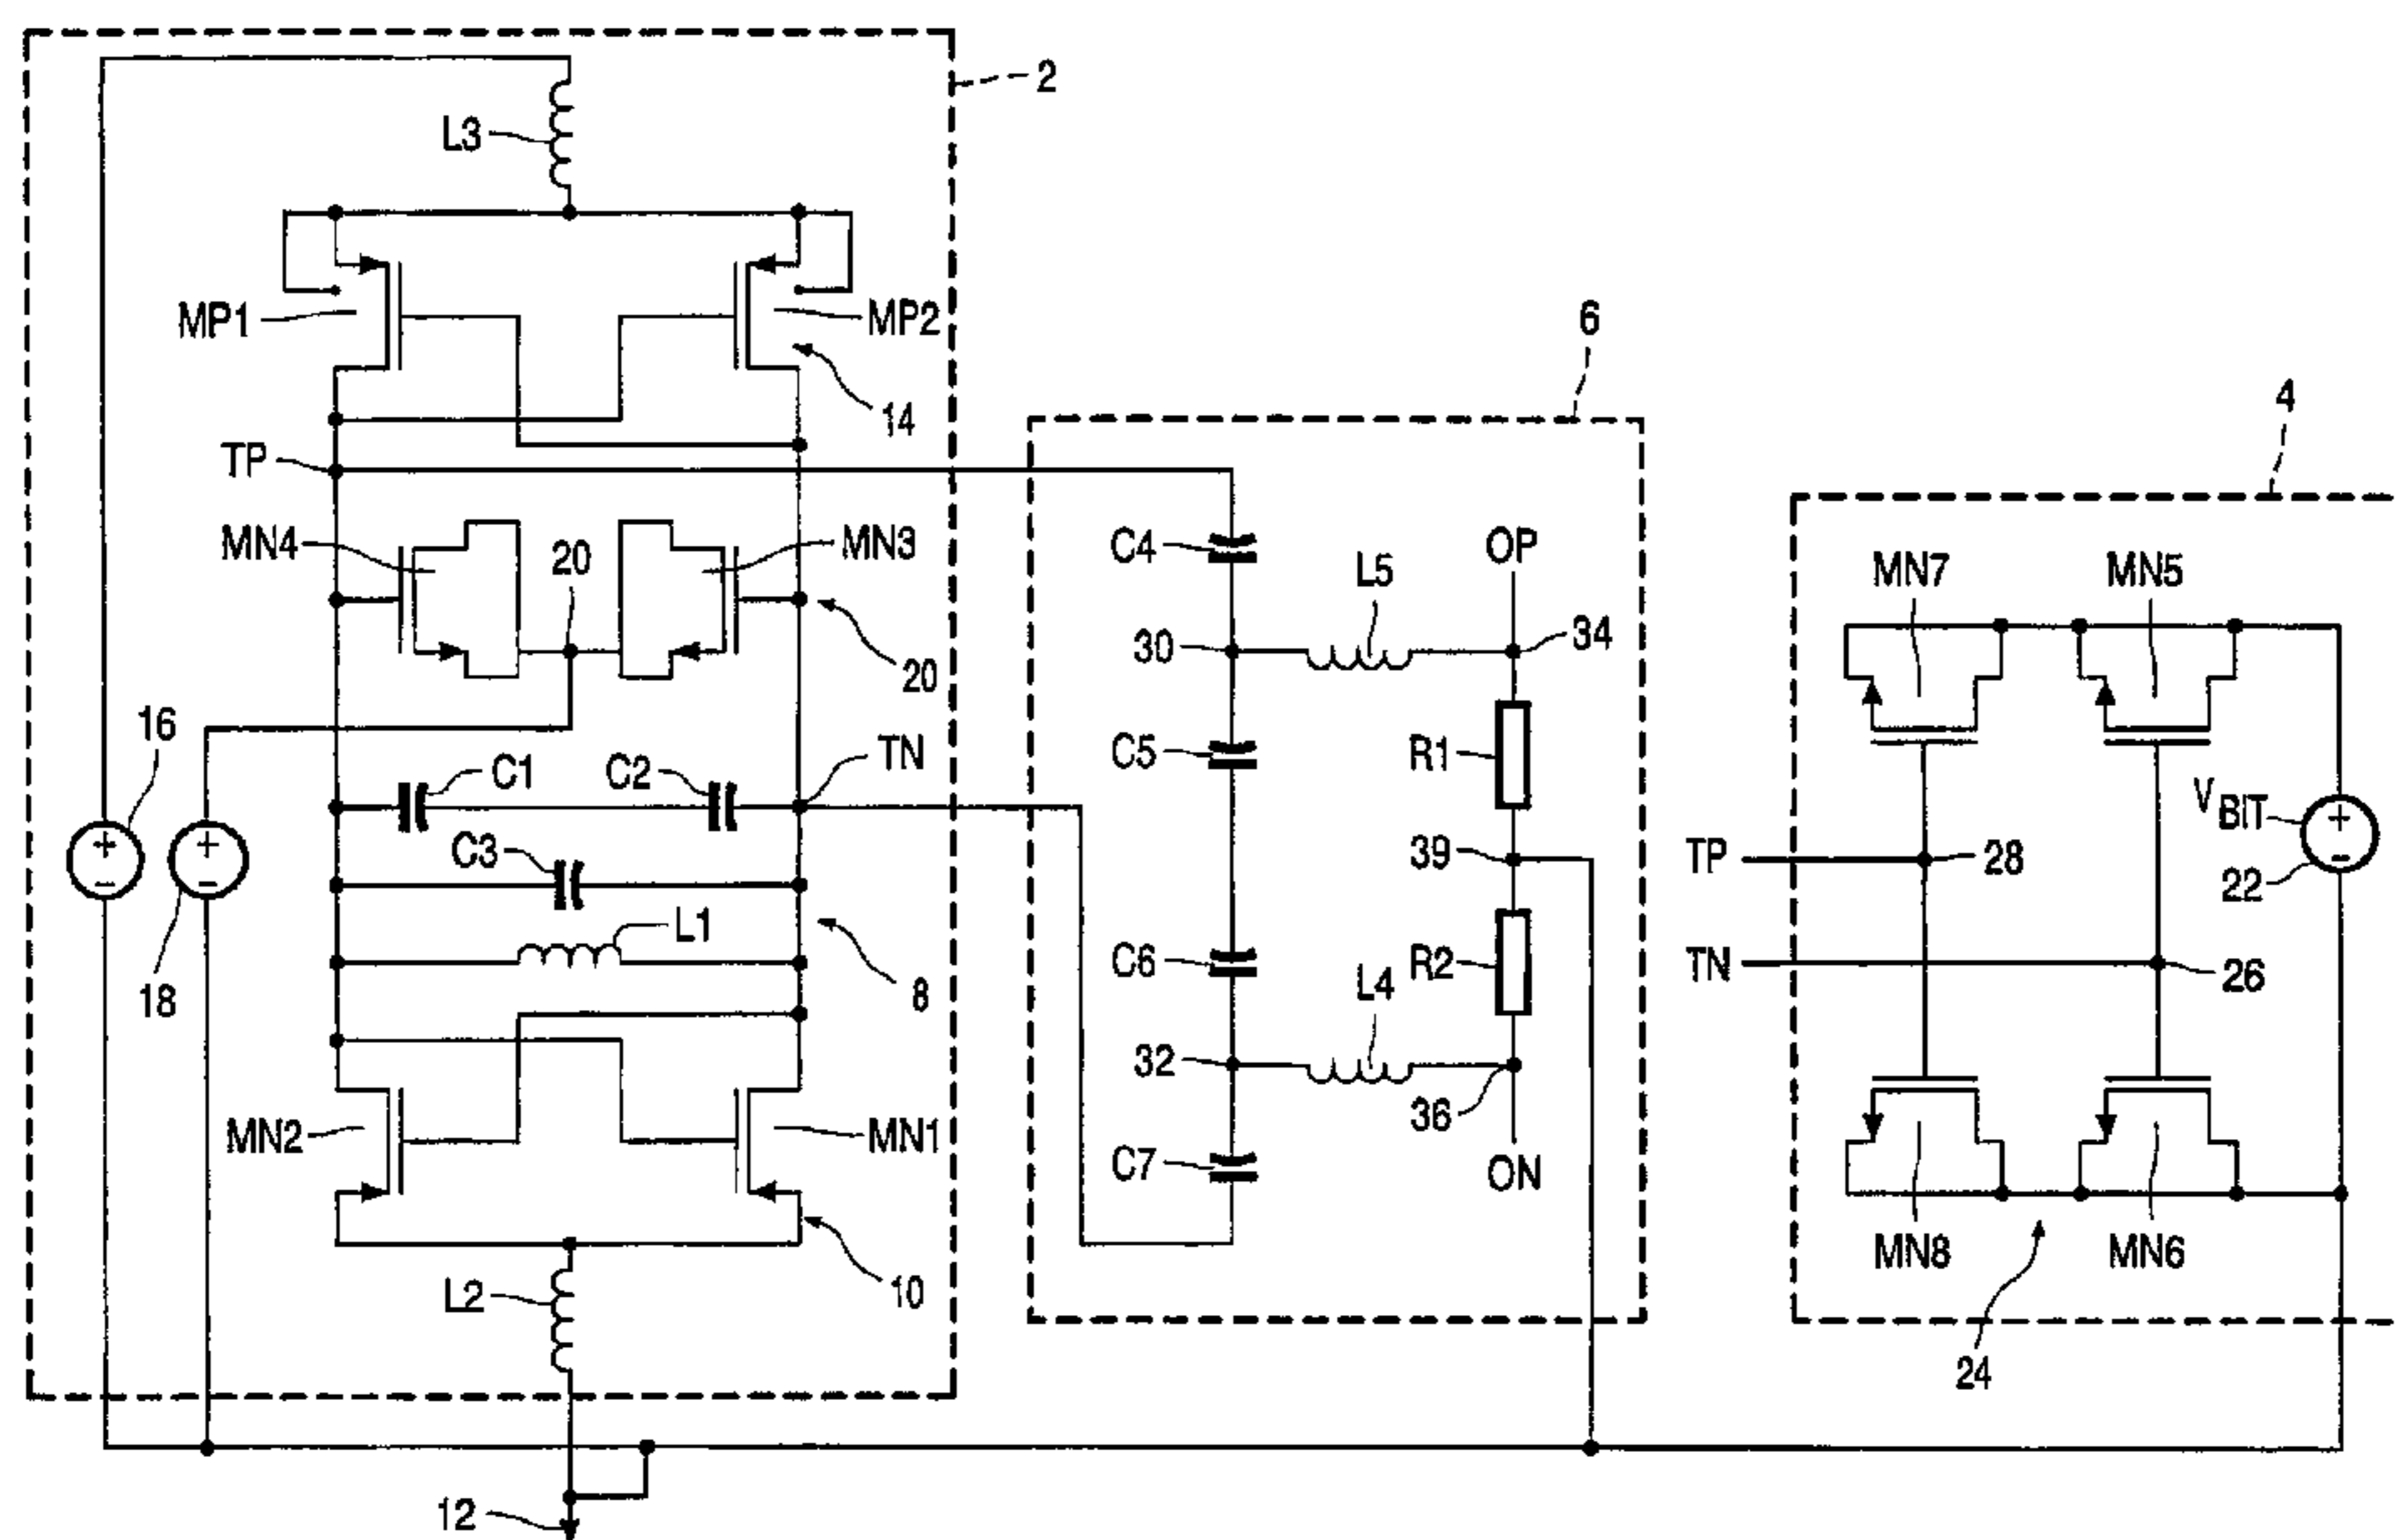 2
L3
MP1
MP2
14
6
4
TP
MN4
20
MN3
C4
OP
L5
MN7
MN5
30
34
20
16
C1
C2
TN
C5
R1
V BIT
+
+
+
C3
39
TP
28
-
-
-
22
L1
18
8
C6
R2
L4
TN
26
32
36
MN2
MN1
C7
ON
L2
10
MN8
MN6
24
12